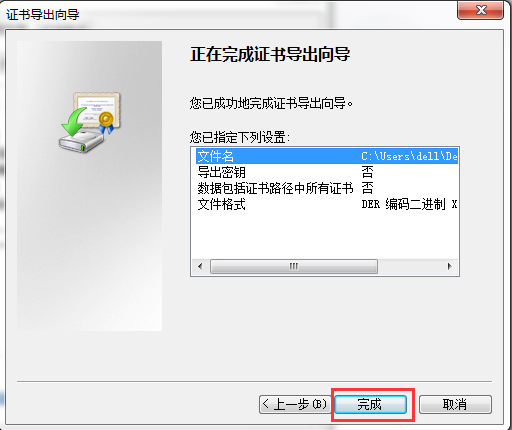 证书导出向导
正在完成证书导出向导
您已成功地完成证书导出向导。
您已指定下列设置:
文件名 C:\Users\dell\De
导出密钥 否
数据包括证书路径中所有证书 否
文件格式 DER 编码二进制 X
< 上一步(B) 完成 取消